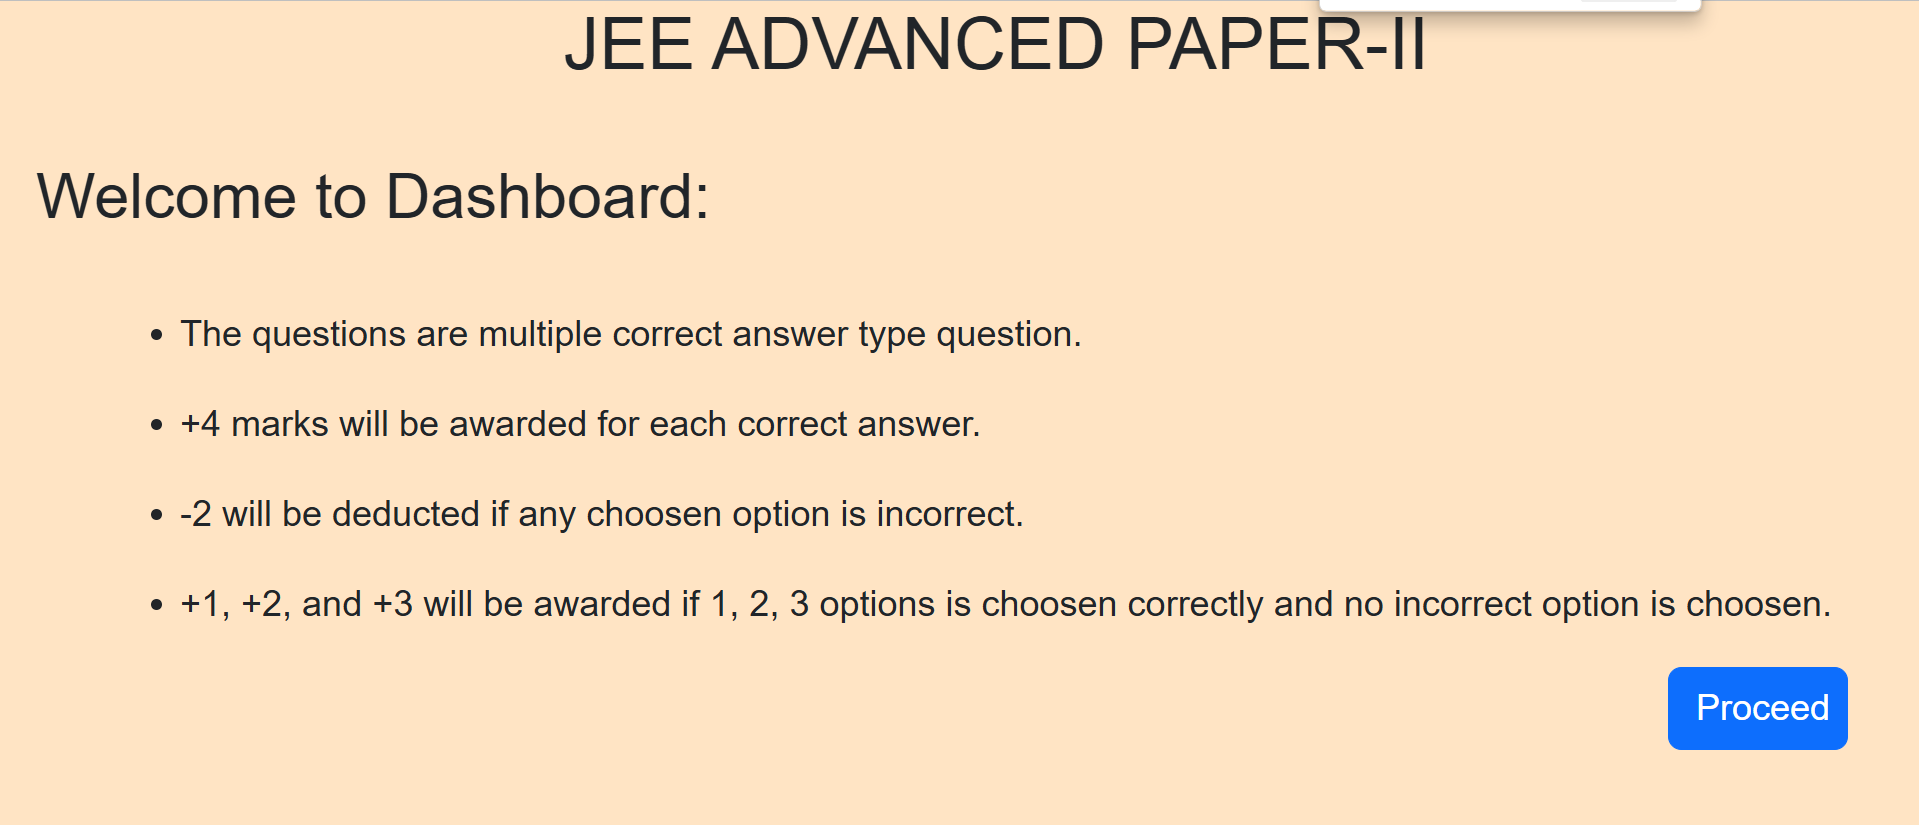 JEE ADVANCED PAPER-II
Welcome to Dashboard:
• The questions are multiple correct answer type question.
• +4 marks will be awarded for each correct answer.
• -2 will be deducted if any choosen option is incorrect.
• +1, +2, and +3 will be awarded if 1, 2, 3 options is choosen correctly and no incorrect option is choosen.
Proceed